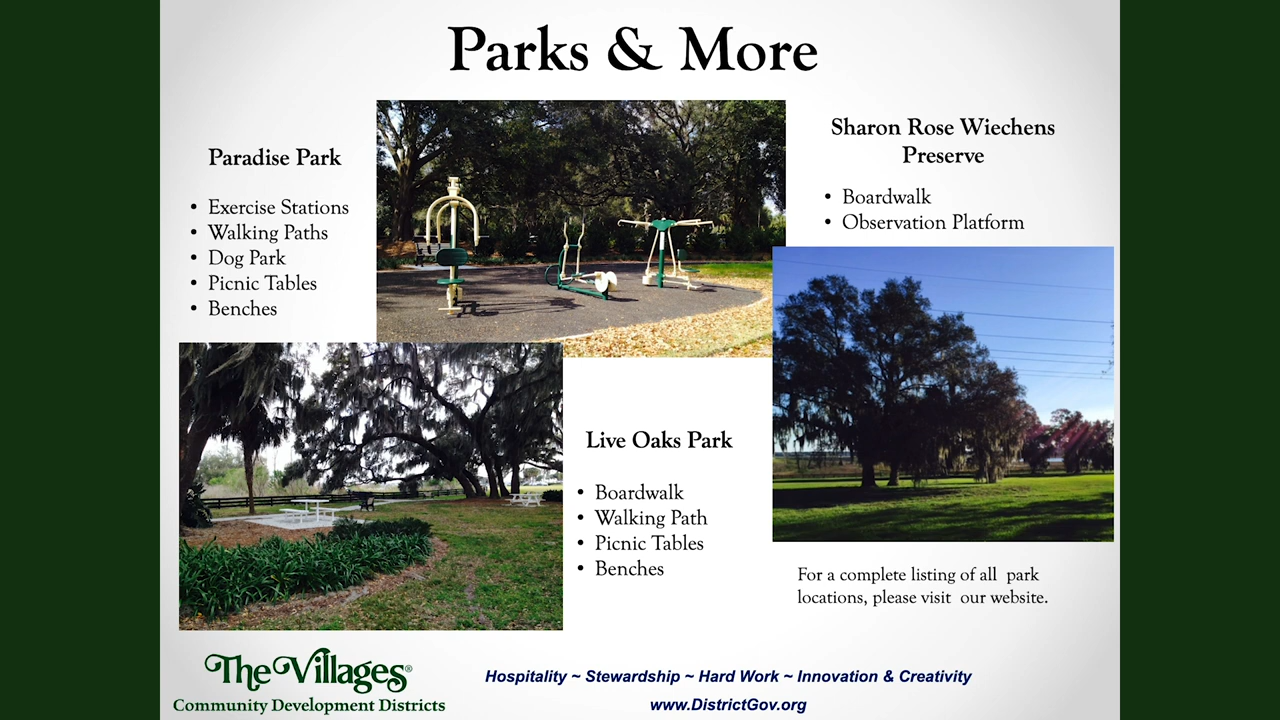 Parks & More
Paradise Park
• Exercise Stations
• Walking Paths
• Dog Park
• Picnic Tables
• Benches
Sharon Rose Wiechens
Preserve
• Boardwalk
• Observation Platform
Live Oaks Park
• Boardwalk
• Walking Path
• Picnic Tables
• Benches
For a complete listing of all park
locations, please visit our website.
The Villages®
Community Development Districts
Hospitality ~ Stewardship ~ Hard Work ~ Innovation & Creativity
www.DistrictGov.org